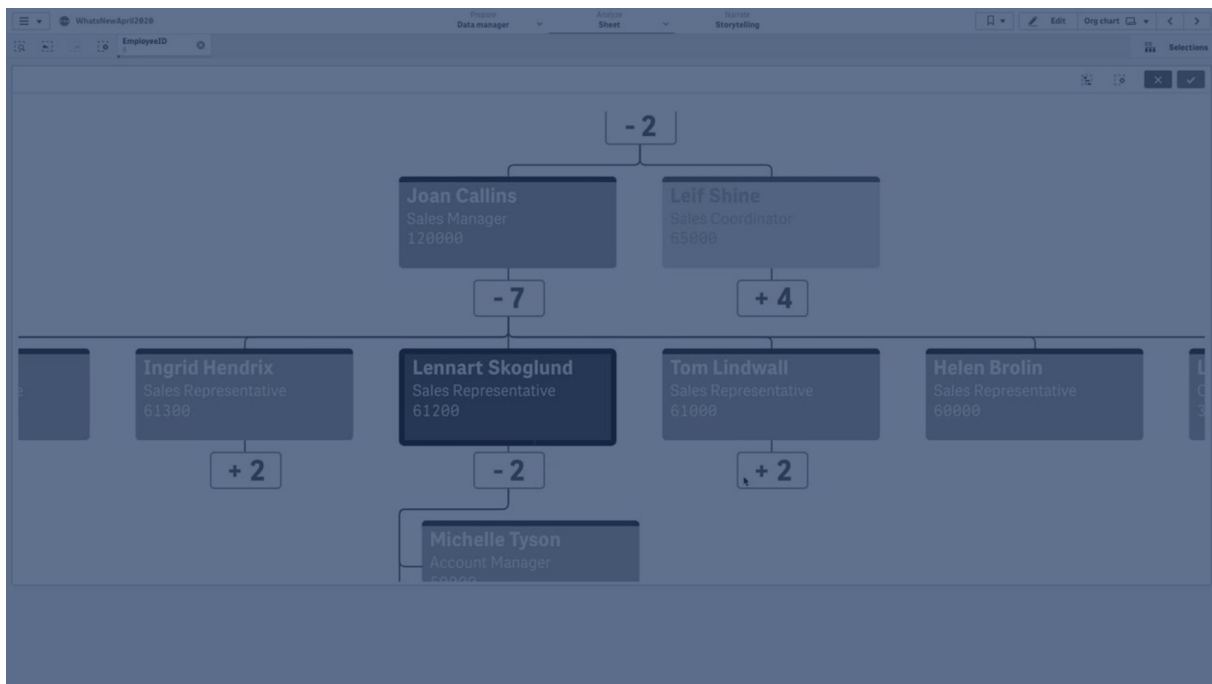 WhatsNewApril2020
Prepare
Data manager
Analyze
Sheet
Narrate
Storytelling
Edit
Org chart
EmployeeID
Selections
- 2
Joan Callins
Sales Manager
120000
Leif Shine
Sales Coordinator
65000
- 7
+ 4
Ingrid Hendrix
Sales Representative
61300
Lennart Skoglund
Sales Representative
61200
Tom Lindwall
Sales Representative
61000
Helen Brolin
Sales Representative
60000
+ 2
- 2
+ 2
Michelle Tyson
Account Manager